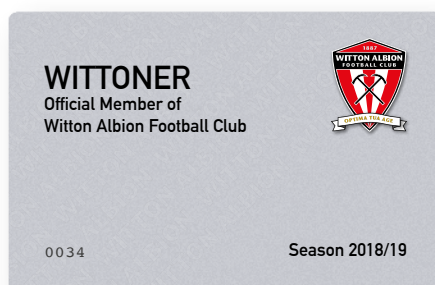 WITTONER
Official Member of
Witton Albion Football Club
1887
WITTON ALBION
FOOTBALL CLUB
OPTIMA TUA AGE
0034
Season 2018/19